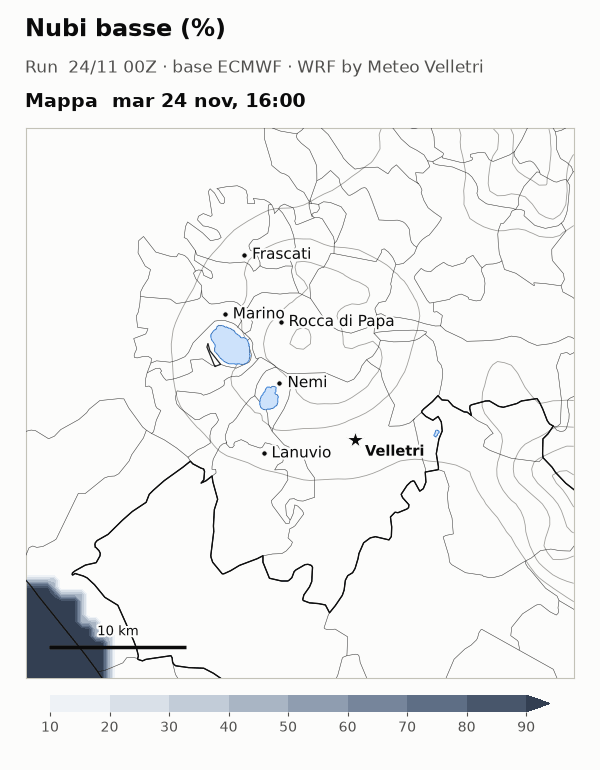 Nubi basse (%)
Run  24/11 00Z · base ECMWF · WRF by Meteo Velletri
Mappa  mar 24 nov, 16:00
Frascati
Marino
Rocca di Papa
Nemi
Velletri
Lanuvio
10 km
10 20 30 40 50 60 70 80 90